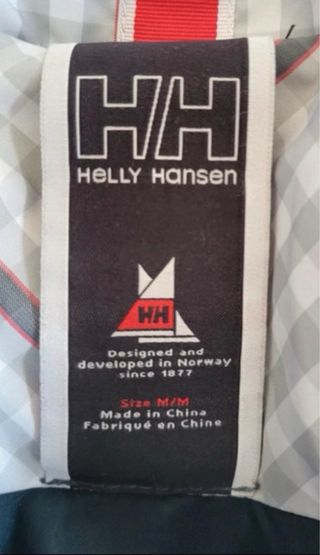 HH
HELLY HANSEN
HH
Designed and
developed in Norway
since 1877
Size M/M
Made in China
Fabriqué en Chine